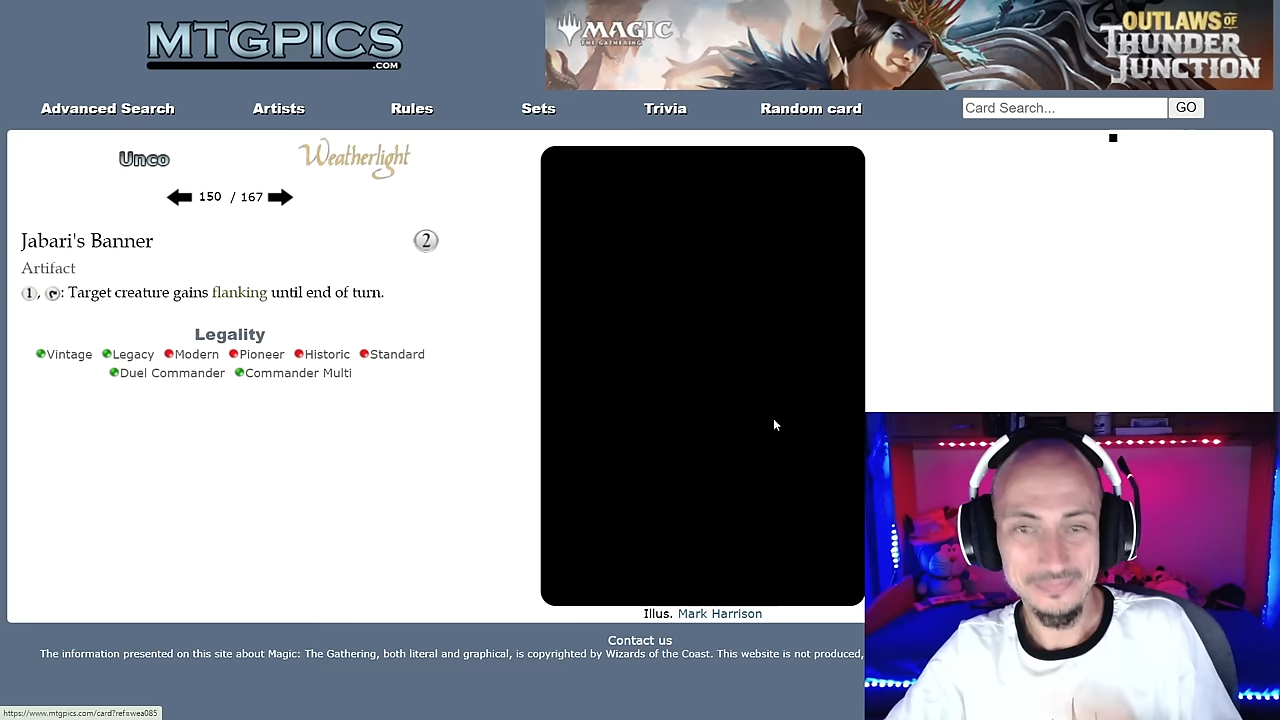 MTGPICS
.COM
MAGIC
THE GATHERING
OUTLAWS OF
THUNDER
JUNCTION
Advanced Search Artists Rules Sets Trivia Random card Card Search... GO
Unco Weatherlight
150 / 167
Jabari's Banner 2
Artifact
1, : Target creature gains flanking until end of turn.
Legality
Vintage Legacy Modern Pioneer Historic Standard
Duel Commander Commander Multi
Illus. Mark Harrison
Contact us
The information presented on this site about Magic: The Gathering, both literal and graphical, is copyrighted by Wizards of the Coast. This website is not produced,
https://www.mtgpics.com/card?ref=wea085